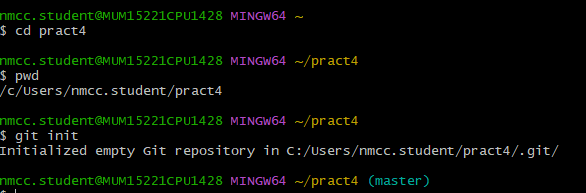 nmcc.student@MUM15221CPU1428 MINGW64 ~
$ cd pract4
nmcc.student@MUM15221CPU1428 MINGW64 ~/pract4
$ pwd
/c/Users/nmcc.student/pract4
nmcc.student@MUM15221CPU1428 MINGW64 ~/pract4
$ git init
Initialized empty Git repository in C:/Users/nmcc.student/pract4/.git/
nmcc.student@MUM15221CPU1428 MINGW64 ~/pract4 (master)
$